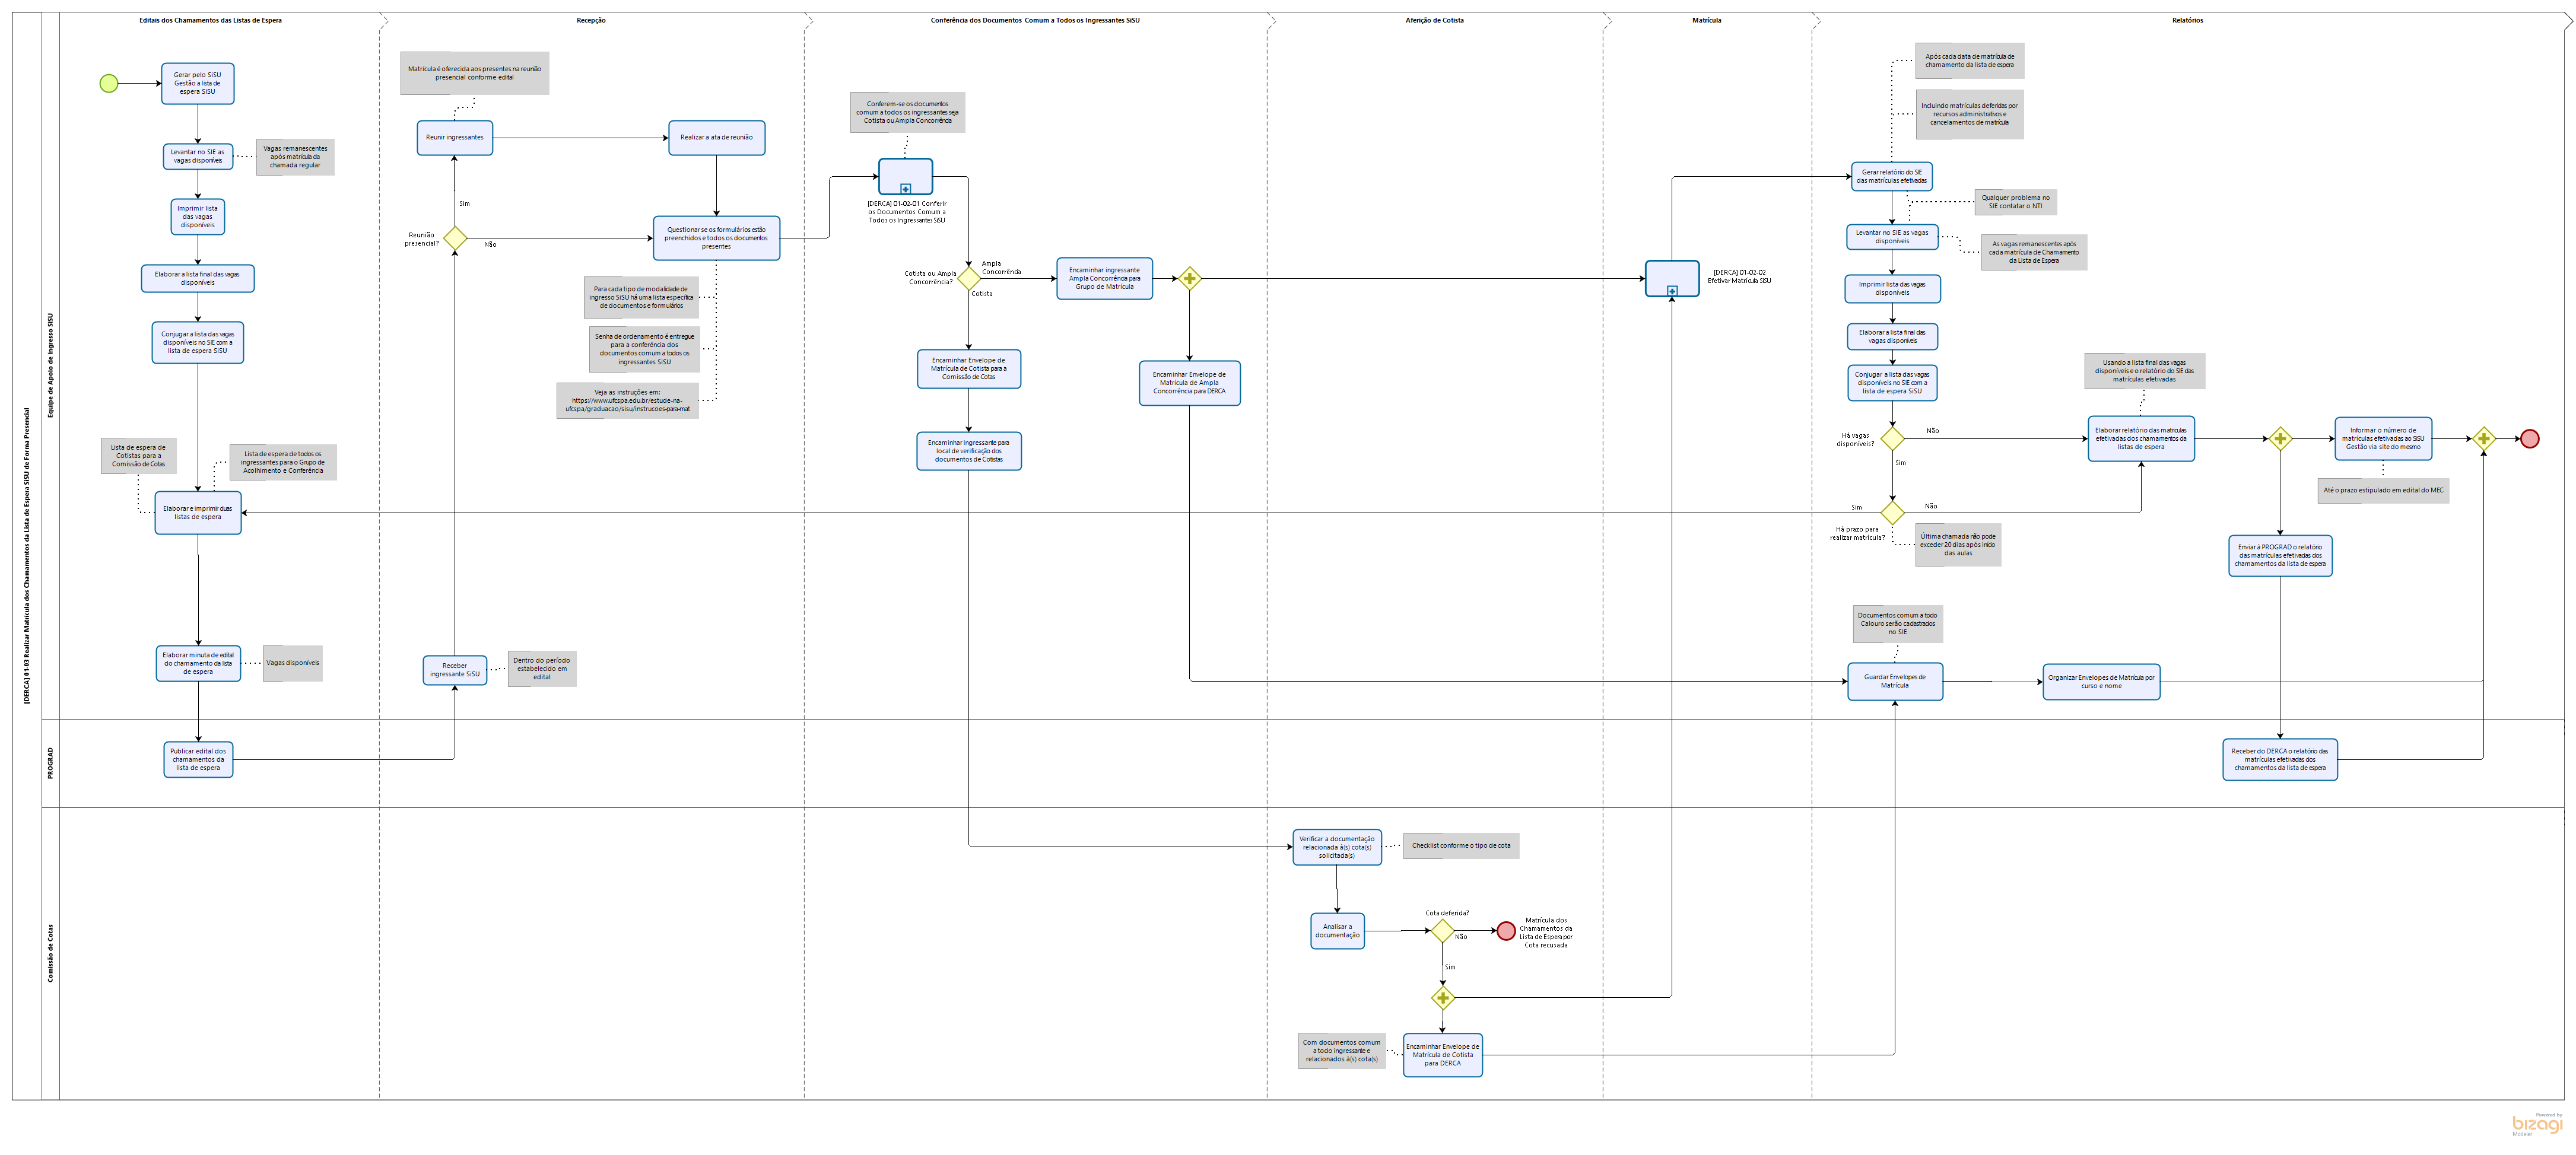 Editais dos Chamamentos das Listas de Espera
Recepção
Conferência dos Documentos Comum a Todos os Ingressantes SiSU
Aferição de Cotista
Matrícula
Relatórios
[DERCA] 01-03 Realizar Matrícula dos Chamamentos da Lista de Espera SiSU de Forma Presencial
Equipe de Apoio de Ingresso SiSU
PROGRAD
Comissão de Cotas
Gerar pelo SiSU
Gestão a lista de
espera SiSU
Levantar no SIE as
vagas disponíveis
Vagas remanescentes
após matrícula da
chamada regular
Imprimir lista
das vagas
disponíveis
Elaborar a lista final das vagas
disponíveis
Conjugar a lista das vagas
disponíveis no SIE com a
lista de espera SiSU
Lista de espera de
Cotistas para a
Comissão de Cotas
Lista de espera de todos os
ingressantes para o Grupo de
Acolhimento e Conferência
Elaborar e imprimir duas
listas de espera
Elaborar minuta de edital
do chamamento da lista
de espera
Vagas disponíveis
Publicar edital dos
chamamentos da
lista de espera
Matrícula é oferecida aos presentes na reunião
presencial conforme edital
Reunir ingressantes
Realizar a ata de reunião
Sim
Reunião
presencial?
Não
Questionar se os formulários estão
preenchidos e todos os documentos
presentes
Para cada tipo de modalidade de
ingresso SiSU há uma lista específica
de documentos e formulários
Senha de ordenamento é entregue
para a conferência dos
documentos comum a todos os
ingressantes SiSU
Veja as instruções em:
https://www.ufcspa.edu.br/estude-na-
ufcspa/graduacao/sisu/instrucoes-para-mat
Receber
ingressante SiSU
Dentro do período
estabelecido em
edital
Conferem-se os documentos
comum a todos os ingressantes seja
Cotista ou Ampla Concorrência
[DERCA] 01-02-01 Conferir
os Documentos Comum a
Todos os Ingressantes SiSU
Cotista ou Ampla
Concorrência?
Ampla
Concorrência
Cotista
Encaminhar ingressante
Ampla Concorrência para
Grupo de Matrícula
Encaminhar Envelope de
Matrícula de Cotista para a
Comissão de Cotas
Encaminhar Envelope de
Matrícula de Ampla
Concorrência para DERCA
Encaminhar ingressante para
local de verificação dos
documentos de Cotistas
Verificar a documentação
relacionada à(s) cota(s)
solicitada(s)
Checklist conforme o tipo de cota
Analisar a
documentação
Cota deferida?
Não
Matrícula dos
Chamamentos da
Lista de Espera por
Cota recusada
Sim
Com documentos comum
a todo ingressante e
relacionados à(s) cota(s)
Encaminhar Envelope de
Matrícula de Cotista
para DERCA
[DERCA] 01-02-02
Efetivar Matrícula SiSU
Após cada data de matrícula de
chamamento da lista de espera
Incluindo matrículas deferidas por
recursos administrativos e
cancelamentos de matrícula
Gerar relatório do SIE
das matrículas efetivadas
Qualquer problema no
SIE contatar o NTI
Levantar no SIE as vagas
disponíveis
As vagas remanescentes após
cada matrícula de Chamamento
da Lista de Espera
Imprimir lista das vagas
disponíveis
Elaborar a lista final das
vagas disponíveis
Conjugar a lista das vagas
disponíveis no SIE com a
lista de espera SiSU
Há vagas
disponíveis?
Não
Sim
Sim
Não
Há prazo para
realizar matrícula?
Última chamada não pode
exceder 20 dias após início
das aulas
Usando a lista final das vagas
disponíveis e o relatório do SIE das
matrículas efetivadas
Elaborar relatório das matrículas
efetivadas dos chamamentos da
listas de espera
Informar o número de
matrículas efetivadas ao SiSU
Gestão via site do mesmo
Até o prazo estipulado em edital do MEC
Enviar à PROGRAD o relatório
das matrículas efetivadas dos
chamamentos da lista de espera
Documentos comum a todo
Calouro serão cadastrados
no SIE
Guardar Envelopes de
Matrícula
Organizar Envelopes de Matrícula por
curso e nome
Receber do DERCA o relatório das
matrículas efetivadas dos
chamamentos da lista de espera
Powered by
bizagi
Modeler